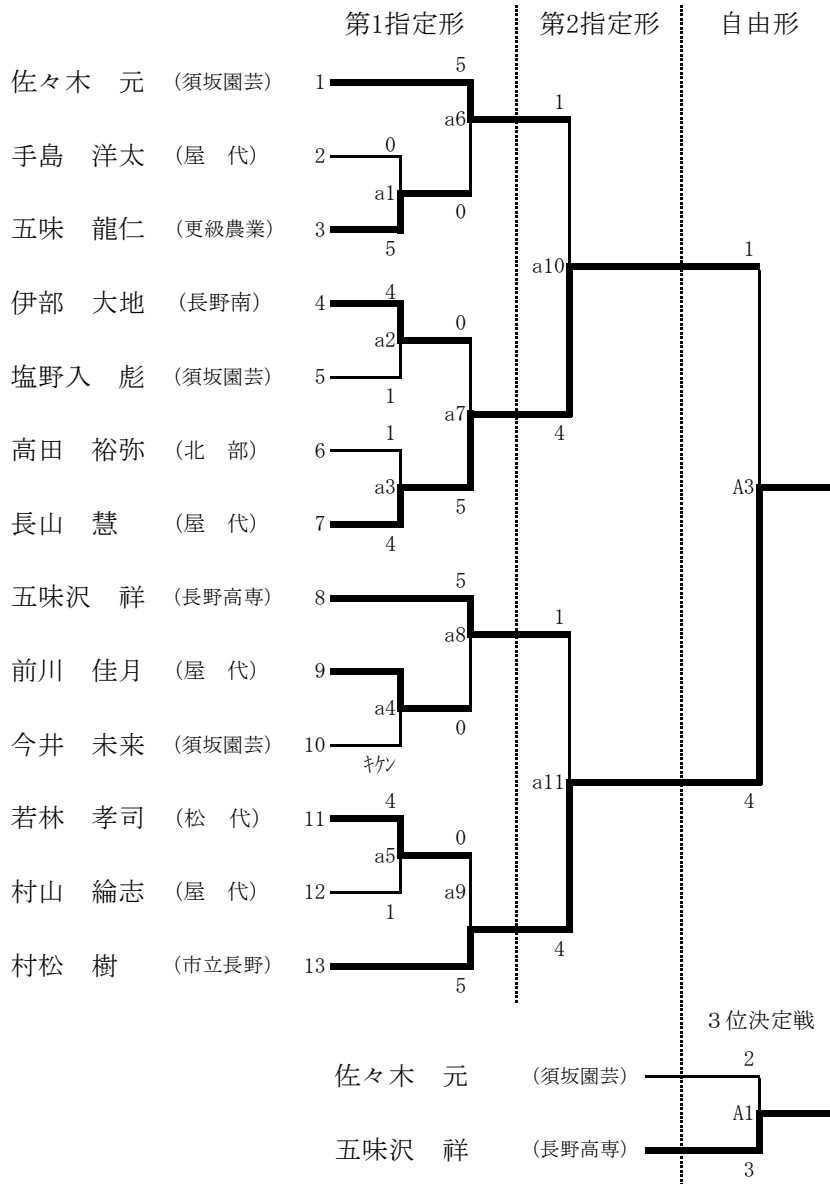 第1指定形　第2指定形　自由形
5
佐々木　元　(須坂園芸)　1
1
a6
0
手島　洋太　(屋　代)　2
a1
0
五味　龍仁　(更級農業)　3
5
1
a10
伊部　大地　(長野南)　4
4
0
a2
塩野入　彪　(須坂園芸)　5
1
a7
4
1
高田　裕弥　(北　部)　6
a3
A3
5
長山　慧　(屋　代)　7
4
5
五味沢　祥　(長野高専)　8
1
a8
前川　佳月　(屋　代)　9
a4
0
今井　未来　(須坂園芸)　10
キケン
a11
4
4
若林　孝司　(松　代)　11
0
a5
村山　綸志　(屋　代)　12
a9
1
4
村松　樹　(市立長野)　13
5
３位決定戦
2
佐々木　元　(須坂園芸)
A1
五味沢　祥　(長野高専)
3